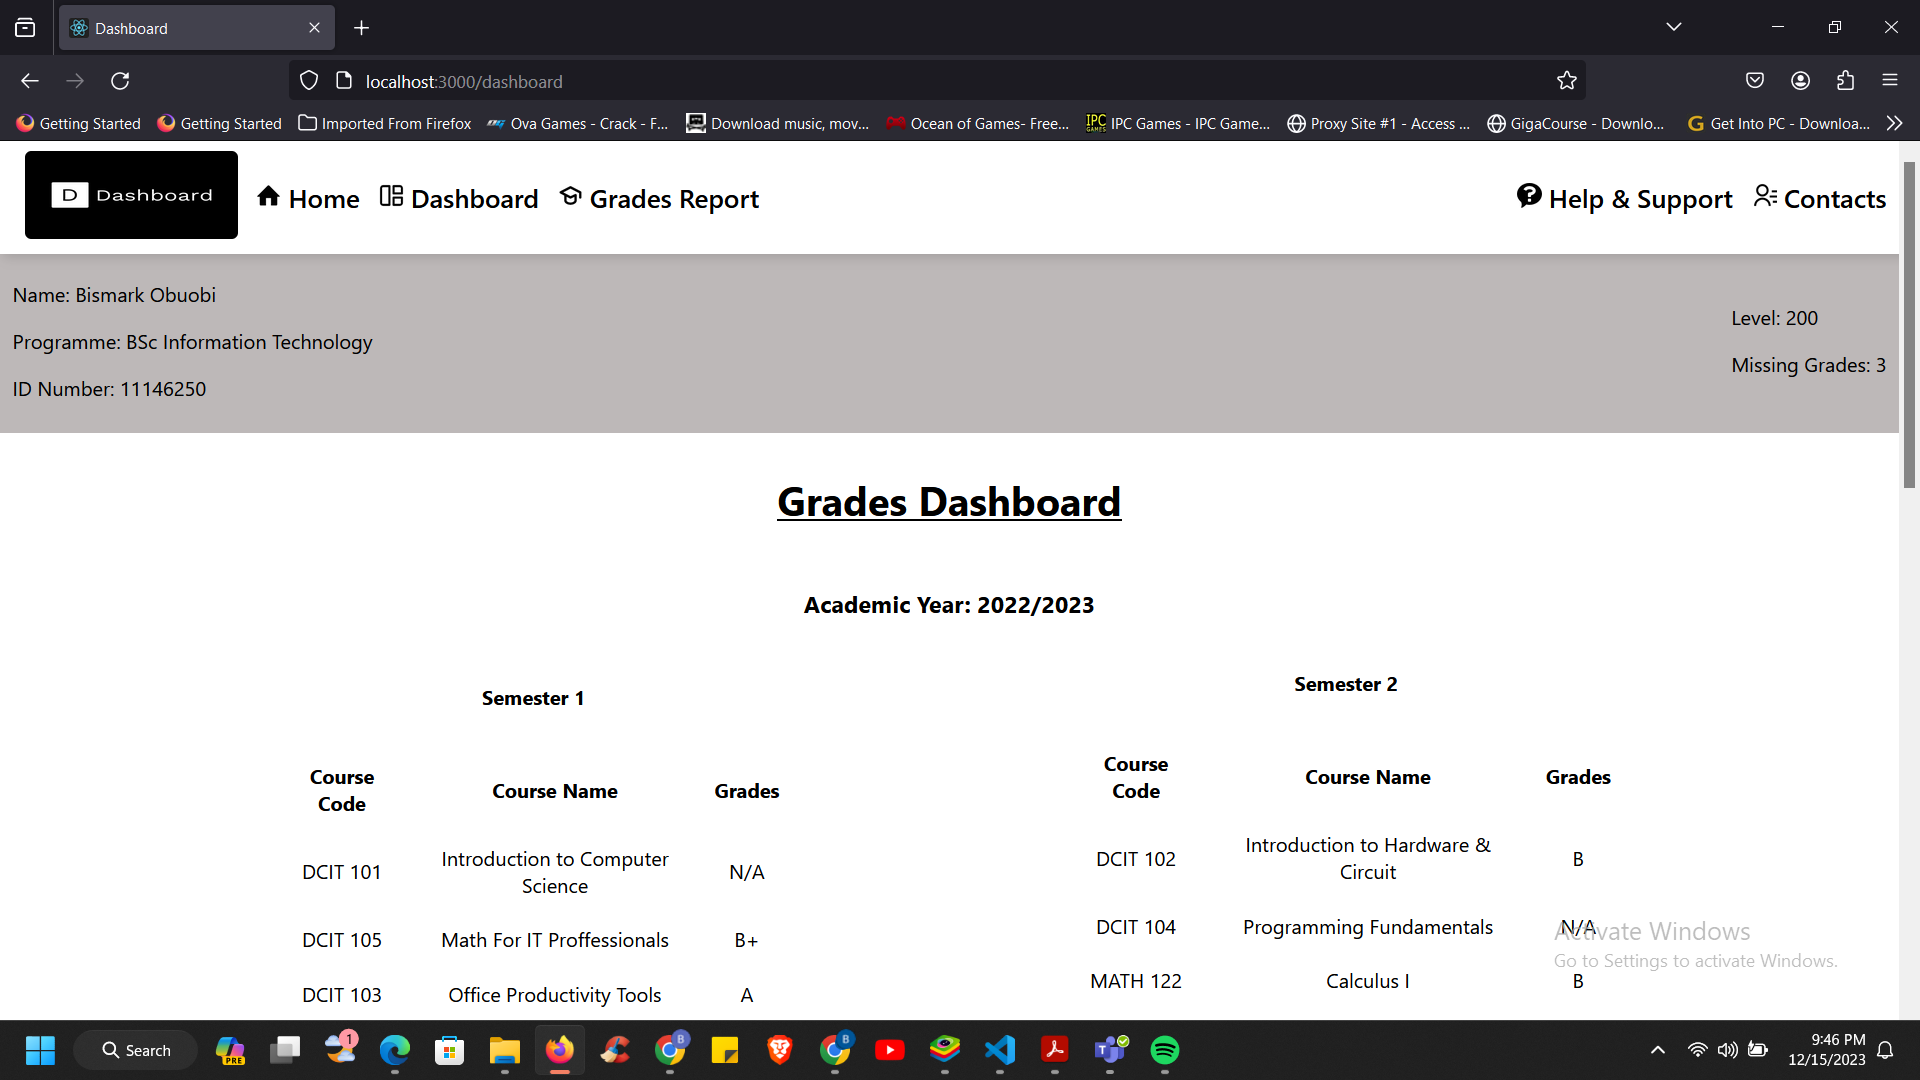 Dashboard
localhost:3000/dashboard
Getting Started Getting Started Imported From Firefox Ova Games - Crack - F... Download music, mov... Ocean of Games- Free... IPC GAMES IPC Games - IPC Game... Proxy Site #1 - Access ... GigaCourse - Downlo... G Get Into PC - Downloa...
D Dashboard Home Dashboard Grades Report Help & Support Contacts
Name: Bismark Obuobi
Programme: BSc Information Technology
ID Number: 11146250
Level: 200
Missing Grades: 3
Grades Dashboard
Academic Year: 2022/2023
Semester 1
Course
Code
Course Name
Grades
DCIT 101
Introduction to Computer
Science
N/A
DCIT 105 Math For IT Proffessionals B+
DCIT 103 Office Productivity Tools A
Semester 2
Course
Code
Course Name
Grades
DCIT 102
Introduction to Hardware &
Circuit
B
DCIT 104 Programming Fundamentals N/A
MATH 122 Calculus I B
Activate Windows
Go to Settings to activate Windows.
Search PRE 1 B B
9:46 PM
12/15/2023